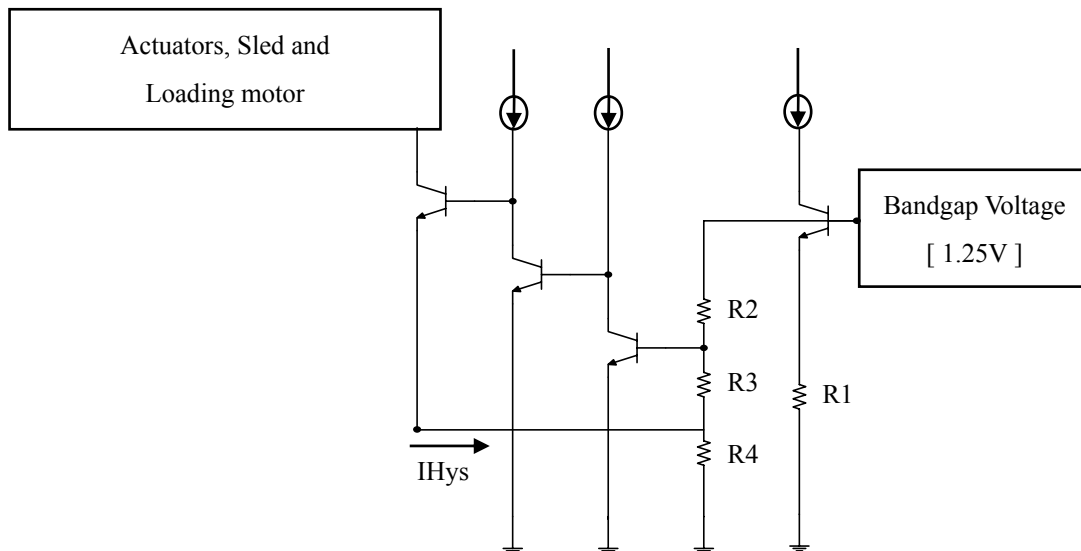 Actuators, Sled and
Loading motor
Bandgap Voltage
[ 1.25V ]
R2
R3
R1
R4
IHys